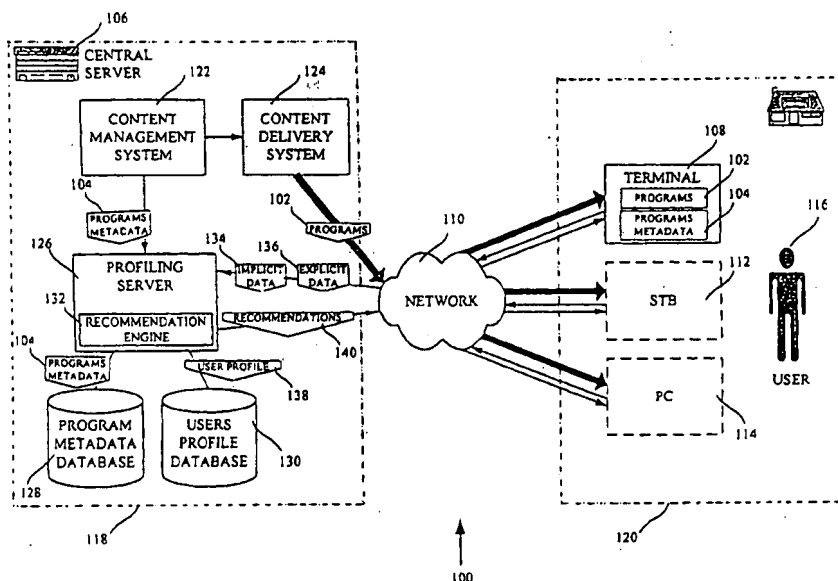 106
CENTRAL
SERVER
122
124
CONTENT
MANAGEMENT
SYSTEM
CONTENT
DELIVERY
SYSTEM
104
PROGRAMS
METACATA
102
PROGRAMS
126
134
136
PROFILING
SERVER
IMPLICIT
DATA
EXPLICIT
DATA
132
RECOMMENDATION
ENGINE
RECOMMENDATIONS
140
104
PROGRAMS
METADATA
USER PROFILE
138
PROGRAM
METADATA
DATABASE
128
USERS
PROFILE
DATABASE
130
118
110
NETWORK
100
108
TERMINAL
102
PROGRAMS
104
PROGRAMS
METADATA
116
112
STB
USER
PC
114
120